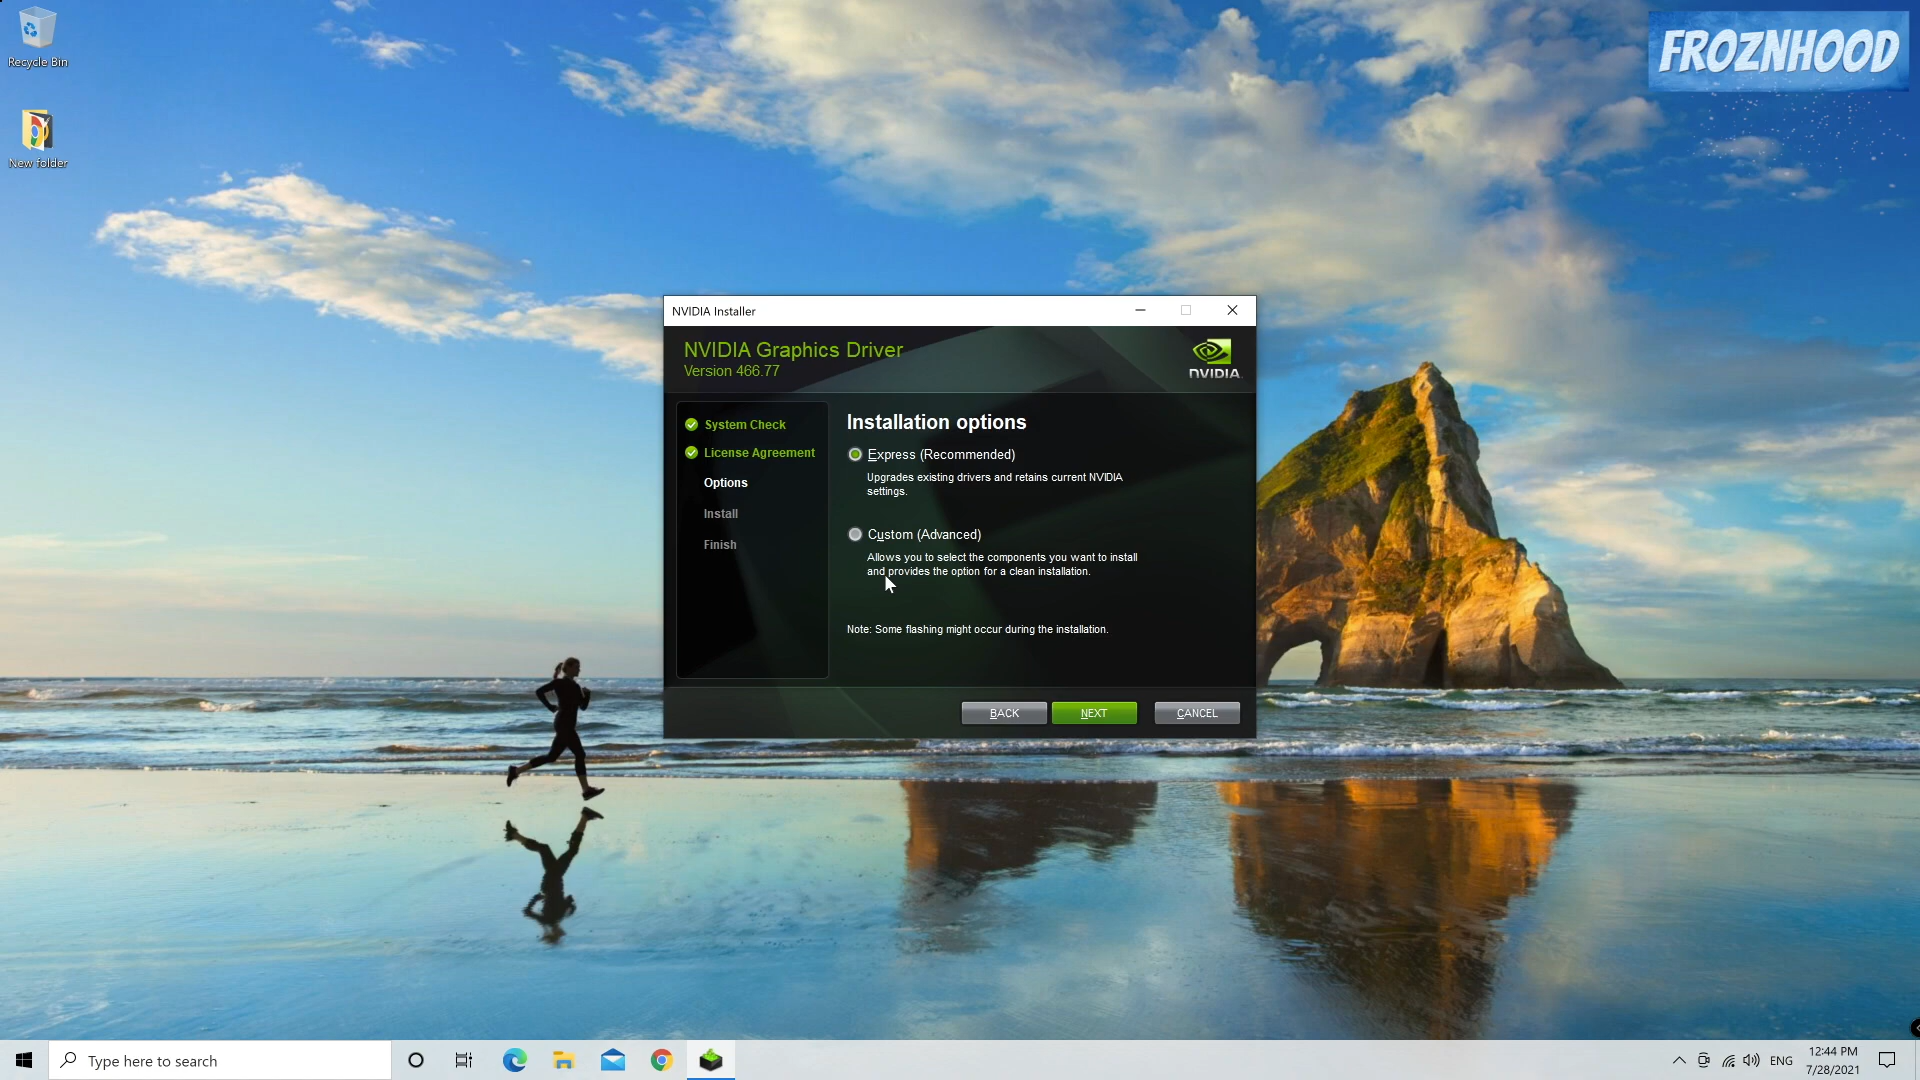 Recycle Bin
New folder
FROZNHOOD
NVIDIA Installer
NVIDIA Graphics Driver
Version 466.77
NVIDIA
System Check
License Agreement
Options
Install
Finish
Installation options
Express (Recommended)
Upgrades existing drivers and retains current NVIDIA
settings.
Custom (Advanced)
Allows you to select the components you want to install
and provides the option for a clean installation.
Note: Some flashing might occur during the installation.
BACK
NEXT
CANCEL
Type here to search
ENG
12:44 PM
7/28/2021